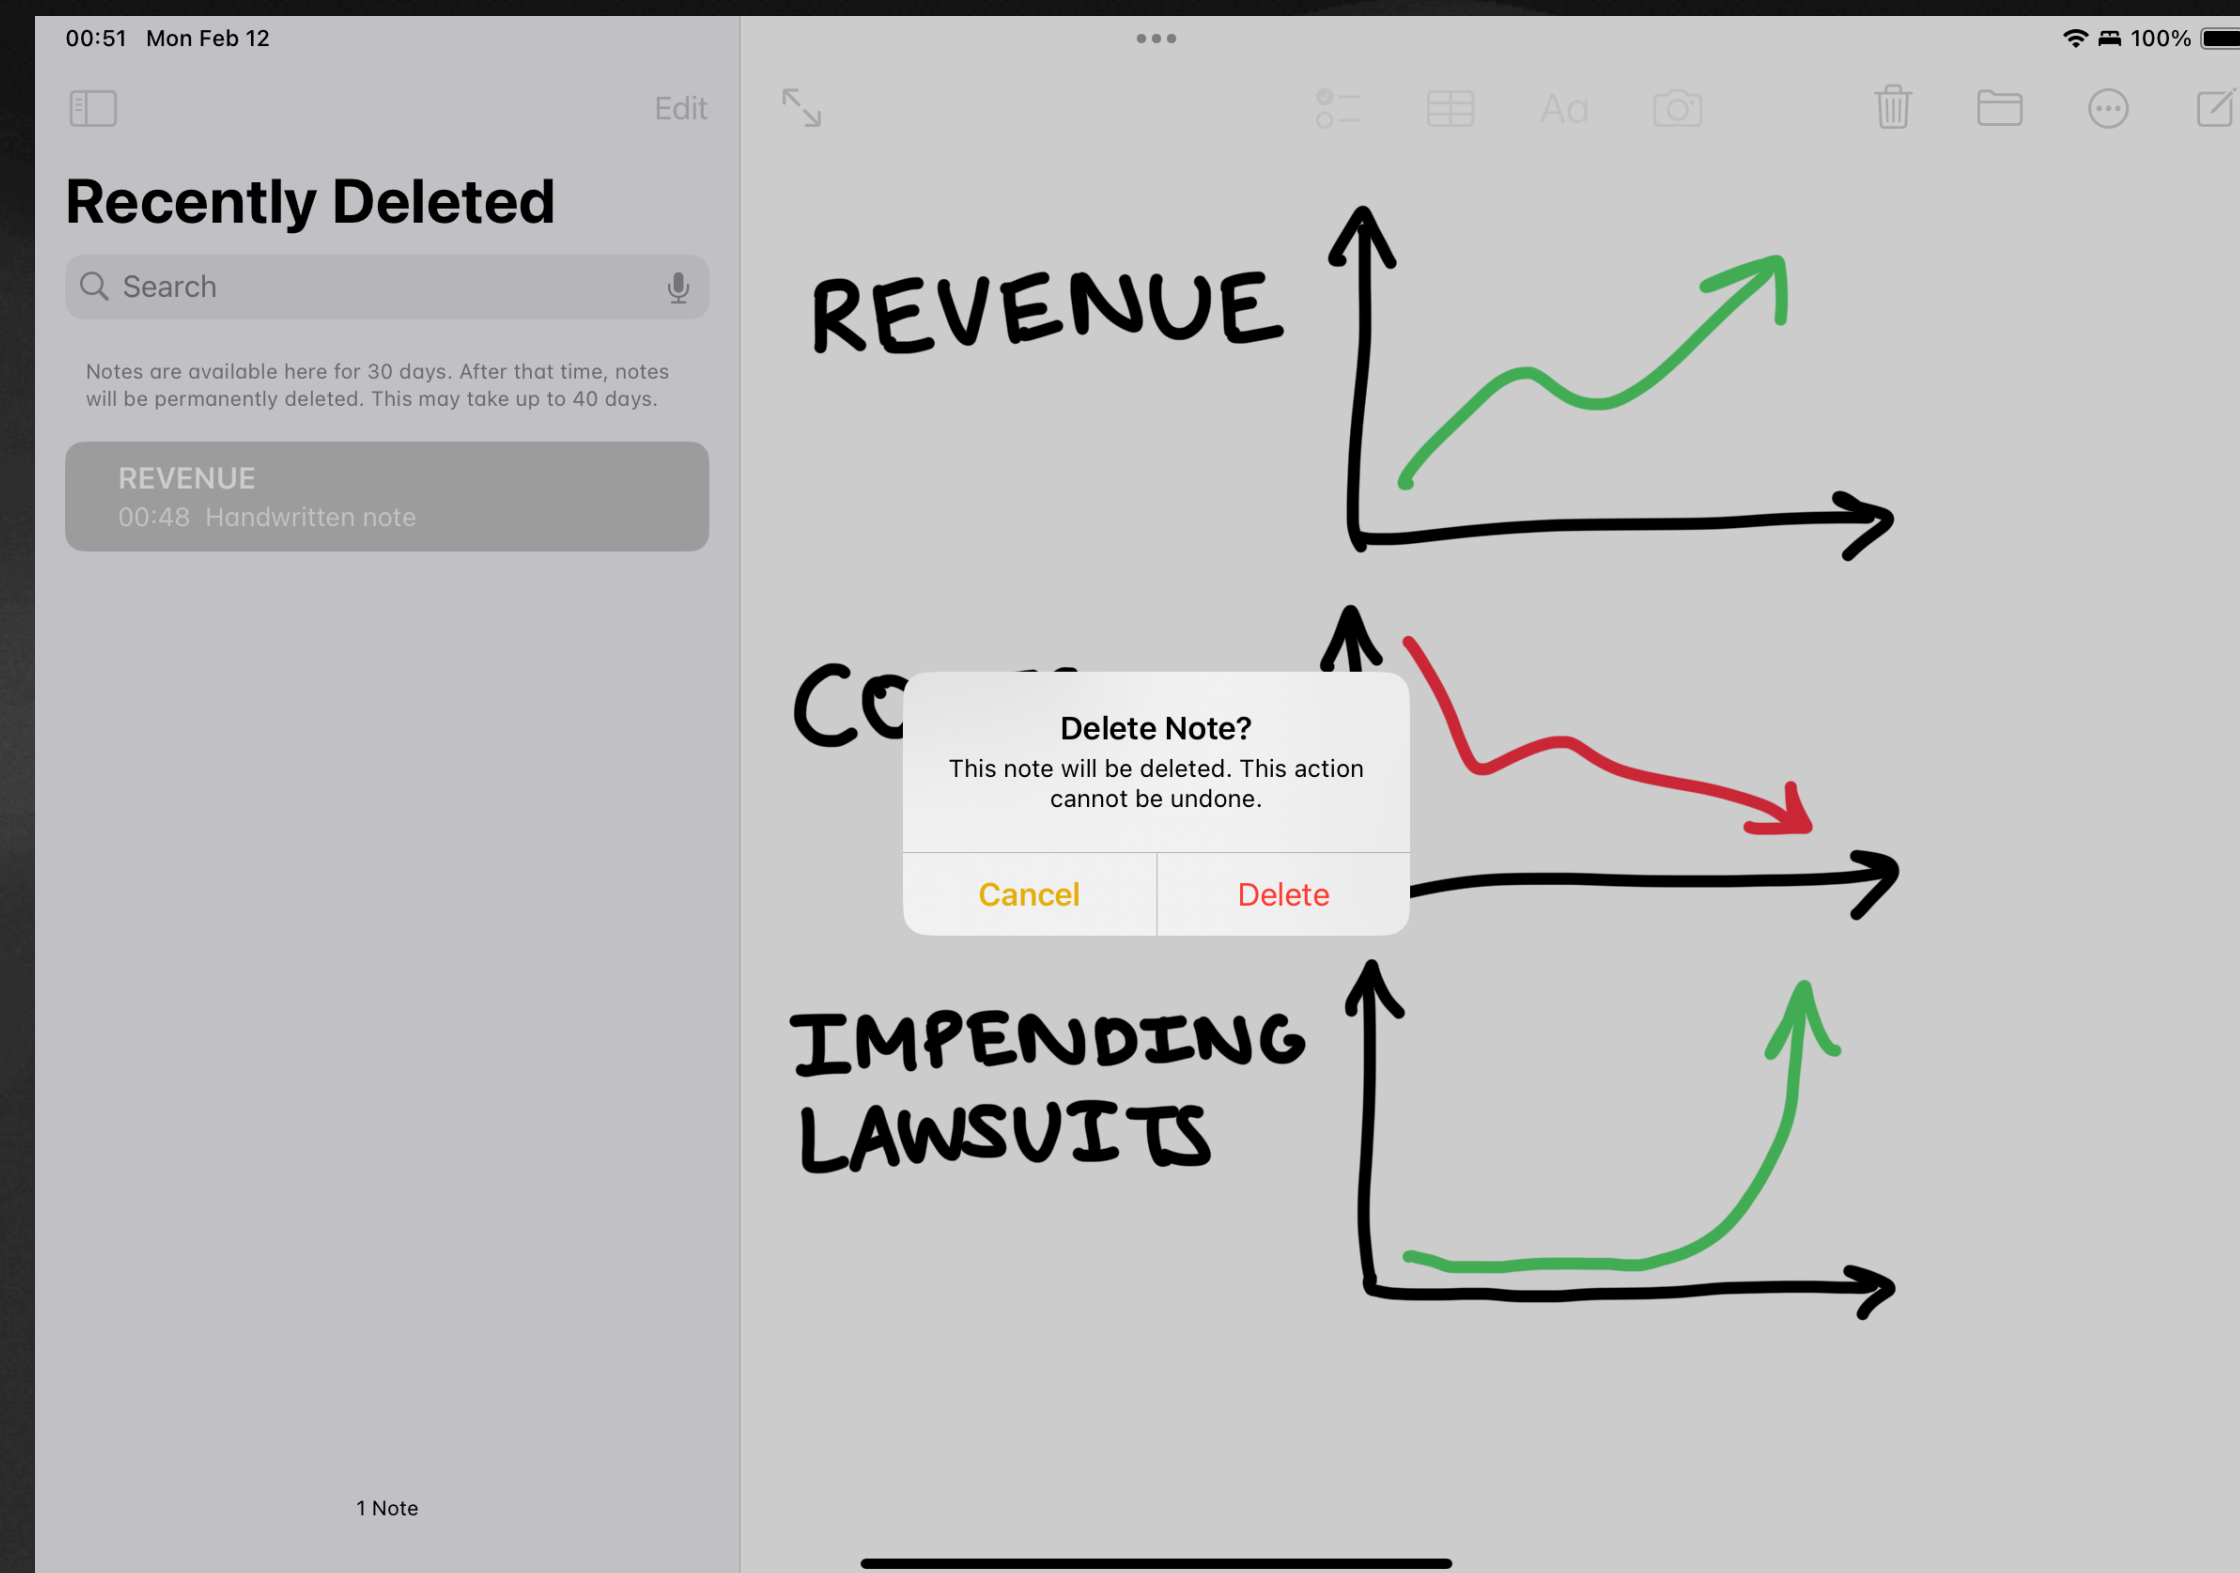 00:51 Mon Feb 12
100%
Edit
Aa
Recently Deleted
Search
Notes are available here for 30 days. After that time, notes
will be permanently deleted. This may take up to 40 days.
REVENUE
00:48 Handwritten note
1 Note
REVENUE
Delete Note?
This note will be deleted. This action
cannot be undone.
Cancel
Delete
IMPENDING
LAWSUITS